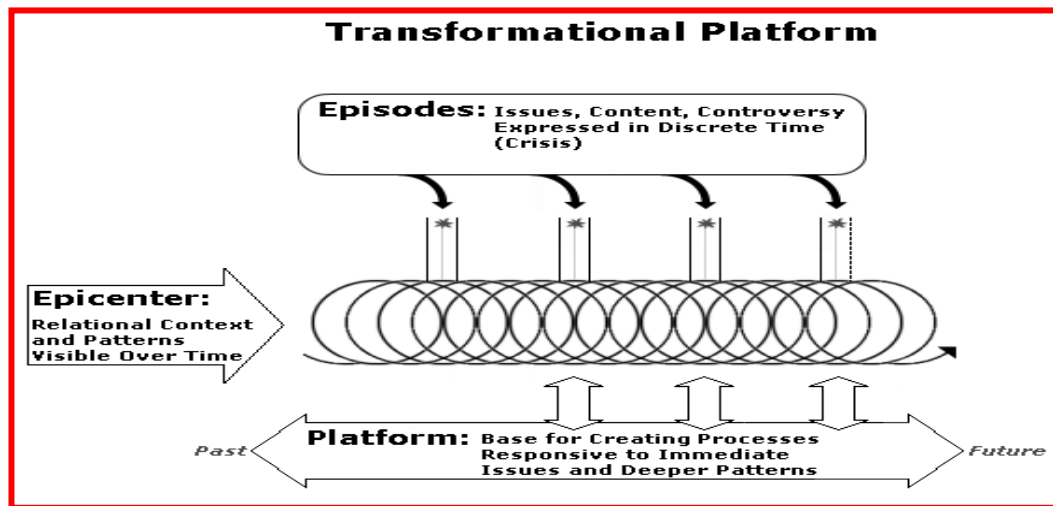 Transformational Platform
Episodes: Issues, Content, Controversy
Expressed in Discrete Time
(Crisis)
Epicenter:
Relational Context
and Patterns
Visible Over Time
Past
Platform: Base for Creating Processes
Responsive to Immediate
Issues and Deeper Patterns
Future